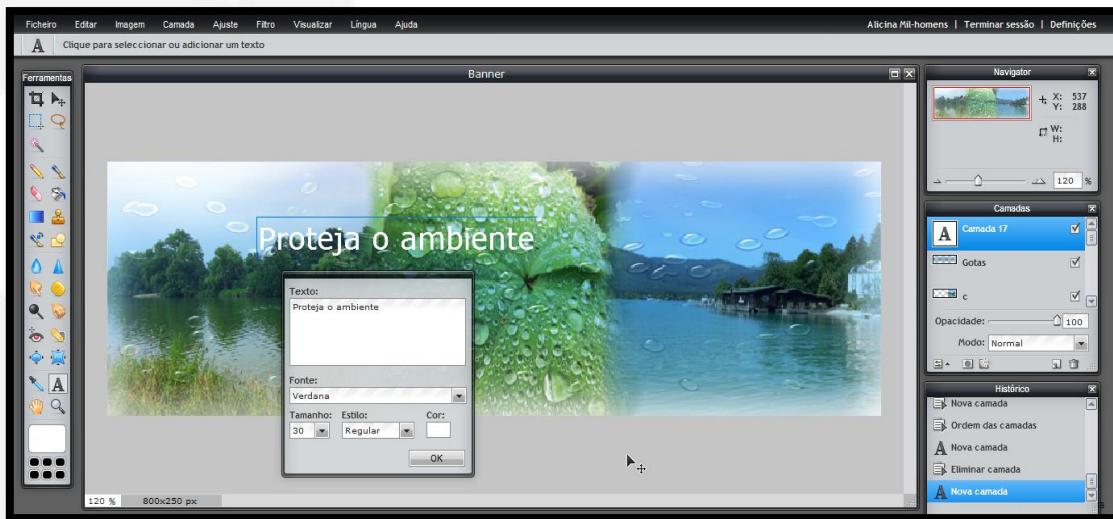 Ficheiro Editar Imagem Camada Ajuste Filtro Visualizar Língua Ajuda Alicina Mil-homens | Terminar sessão | Definições
A Clique para seleccionar ou adicionar um texto
Ferramentas
Banner
Proteja o ambiente
Texto:
Proteja o ambiente
Fonte:
Verdana
Tamanho: Estilo: Cor:
30 Regular
OK
120 % 800x250 px
Navigator
X: 537
Y: 288
W:
H:
120 %
Camadas
A Camada 17
Gotas
c
Opacidade: 100
Modo: Normal
Histórico
Nova camada
Ordem das camadas
A Nova camada
Eliminar camada
A Nova camada